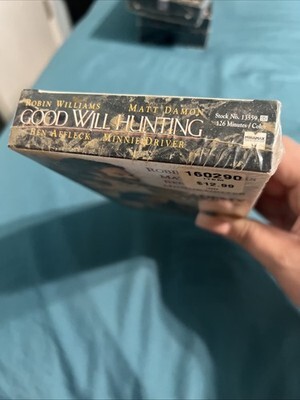 ROBIN WILLIAMS MATT DAMON
GOOD WILL HUNTING
BEN AFFLECK MINNIE DRIVER
Stock No. 13559
126 Minutes / Color
160290
$12.99